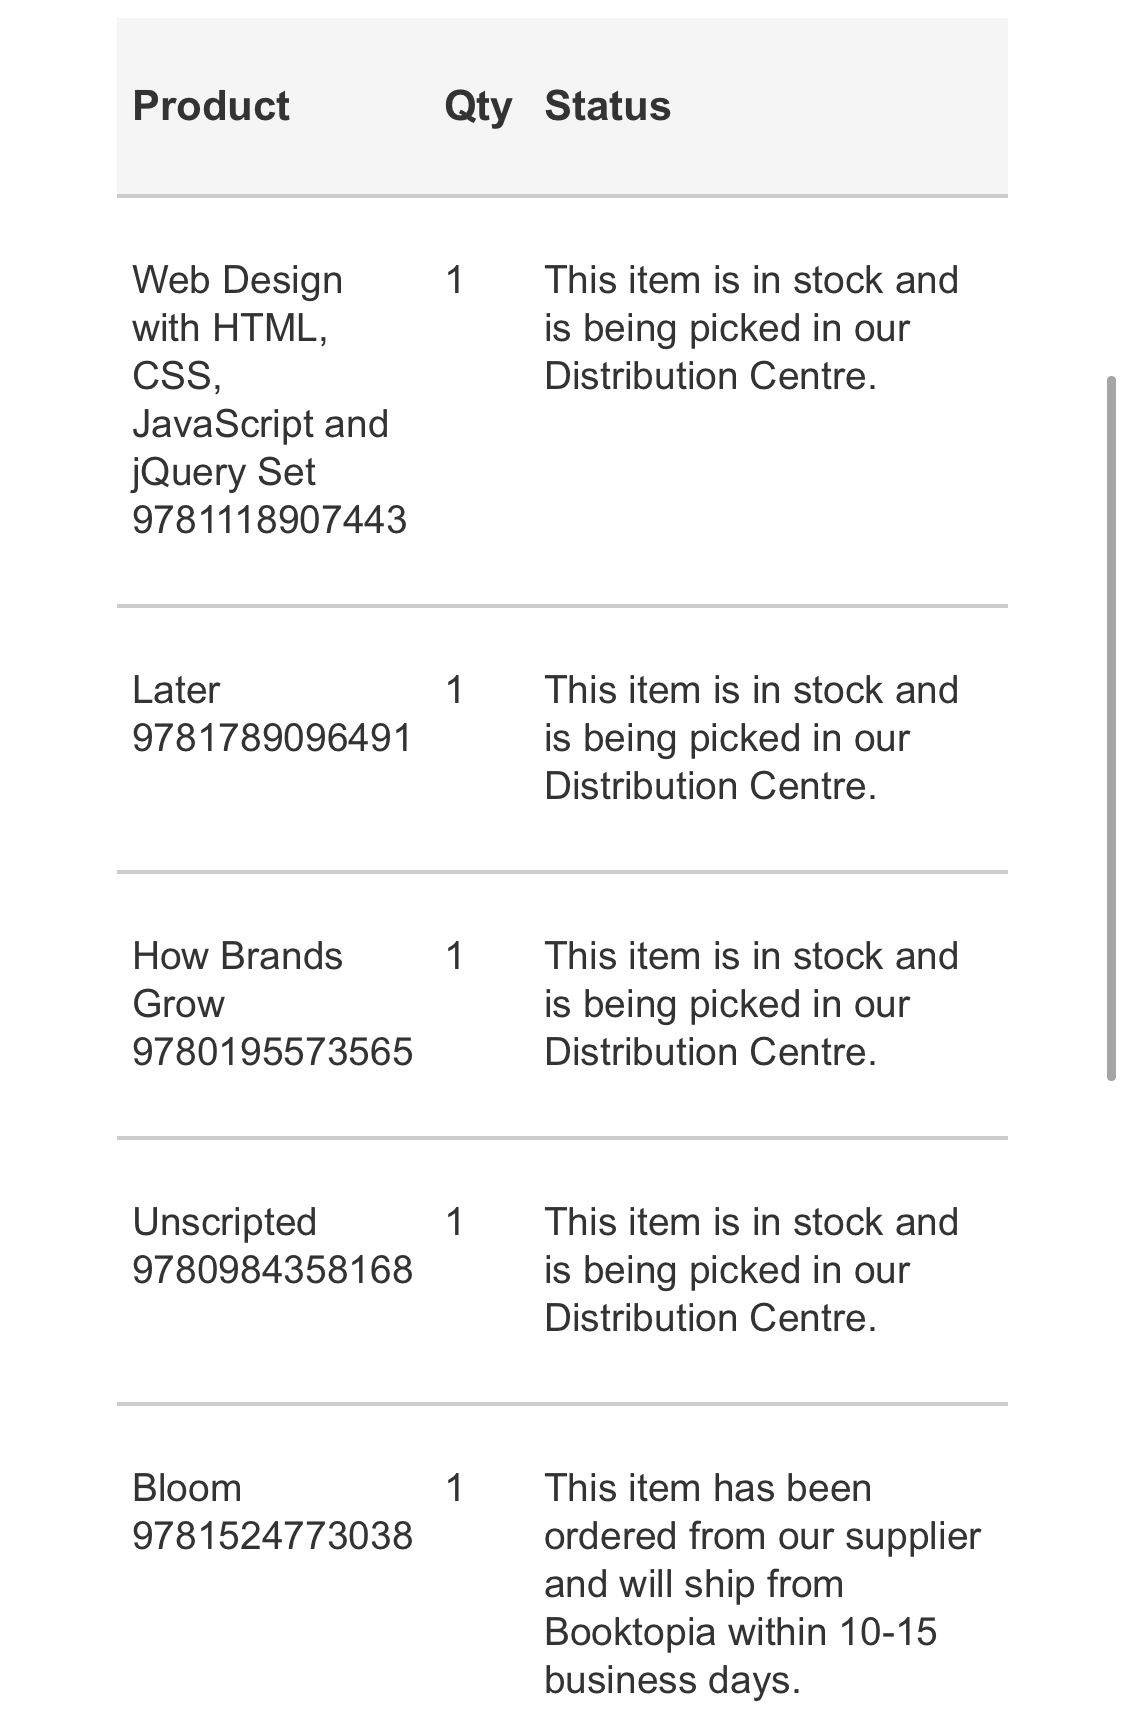 Product Qty Status
Web Design 1 This item is in stock and
with HTML, is being picked in our
CSS, Distribution Centre.
JavaScript and
jQuery Set
9781118907443
Later 1 This item is in stock and
9781789096491 is being picked in our
Distribution Centre.
How Brands 1 This item is in stock and
Grow is being picked in our
9780195573565 Distribution Centre.
Unscripted 1 This item is in stock and
9780984358168 is being picked in our
Distribution Centre.
Bloom 1 This item has been
9781524773038 ordered from our supplier
and will ship from
Booktopia within 10-15
business days.